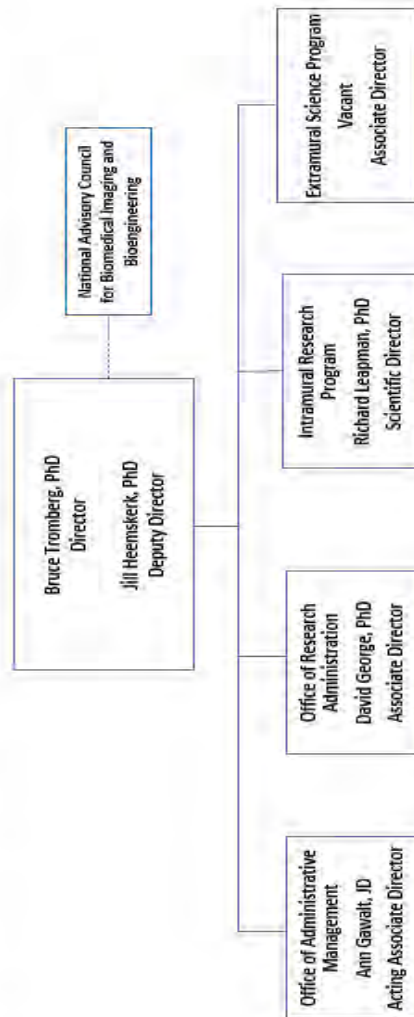 Bruce Tromberg, PhD
Director
Jill Heemskerk, PhD
Deputy Director
National Advisory Council
for Biomedical Imaging and
Bioengineering
Office of Administrative
Management
Ann Gawalt, JD
Acting Associate Director
Office of Research
Administration
David George, PhD
Associate Director
Intramural Research
Program
Richard Leapman, PhD
Scientific Director
Extramural Science Program
Vacant
Associate Director